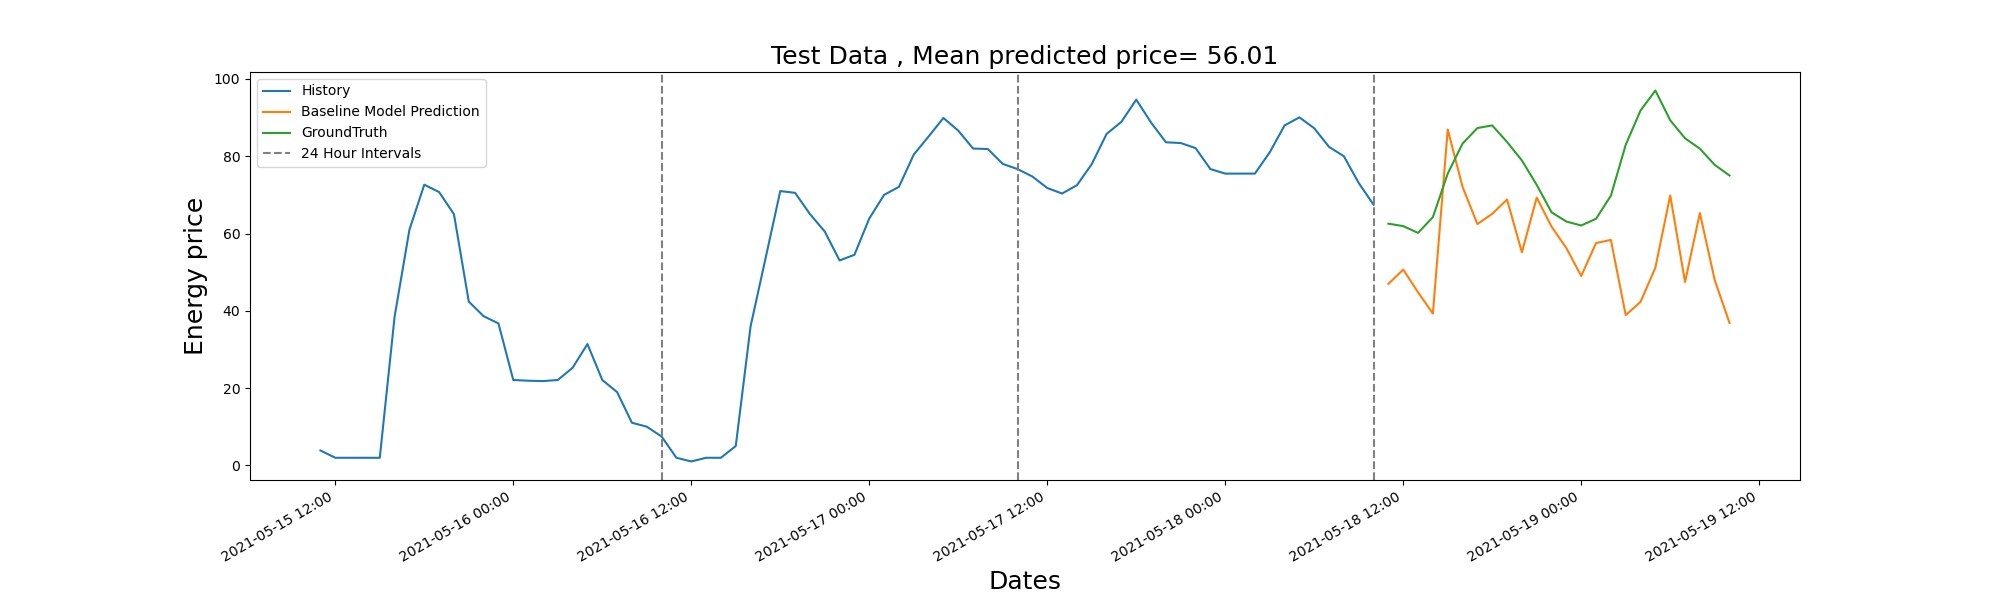 Test Data , Mean predicted price= 56.01
History
Baseline Model Prediction
GroundTruth
24 Hour Intervals
Energy price
100
80
60
40
20
0
2021-05-15 12:00
2021-05-16 00:00
2021-05-16 12:00
2021-05-17 00:00
2021-05-17 12:00
2021-05-18 00:00
2021-05-18 12:00
2021-05-19 00:00
2021-05-19 12:00
Dates